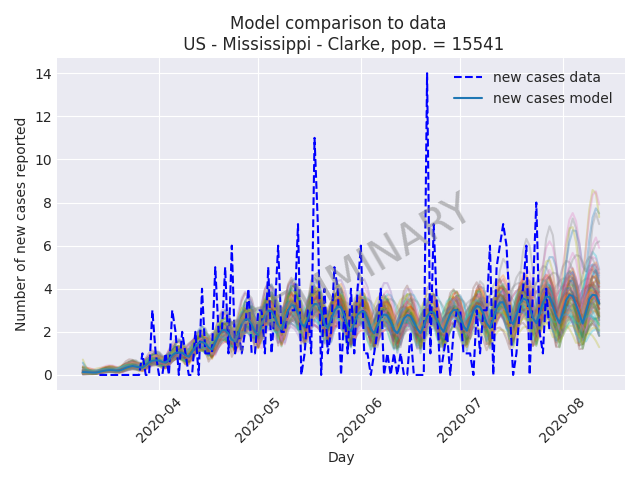 Model comparison to data
US - Mississippi - Clarke, pop. = 15541
Number of new cases reported
14
12
10
8
6
4
2
0
new cases data
new cases model
2020-04
2020-05
2020-06
2020-07
2020-08
Day